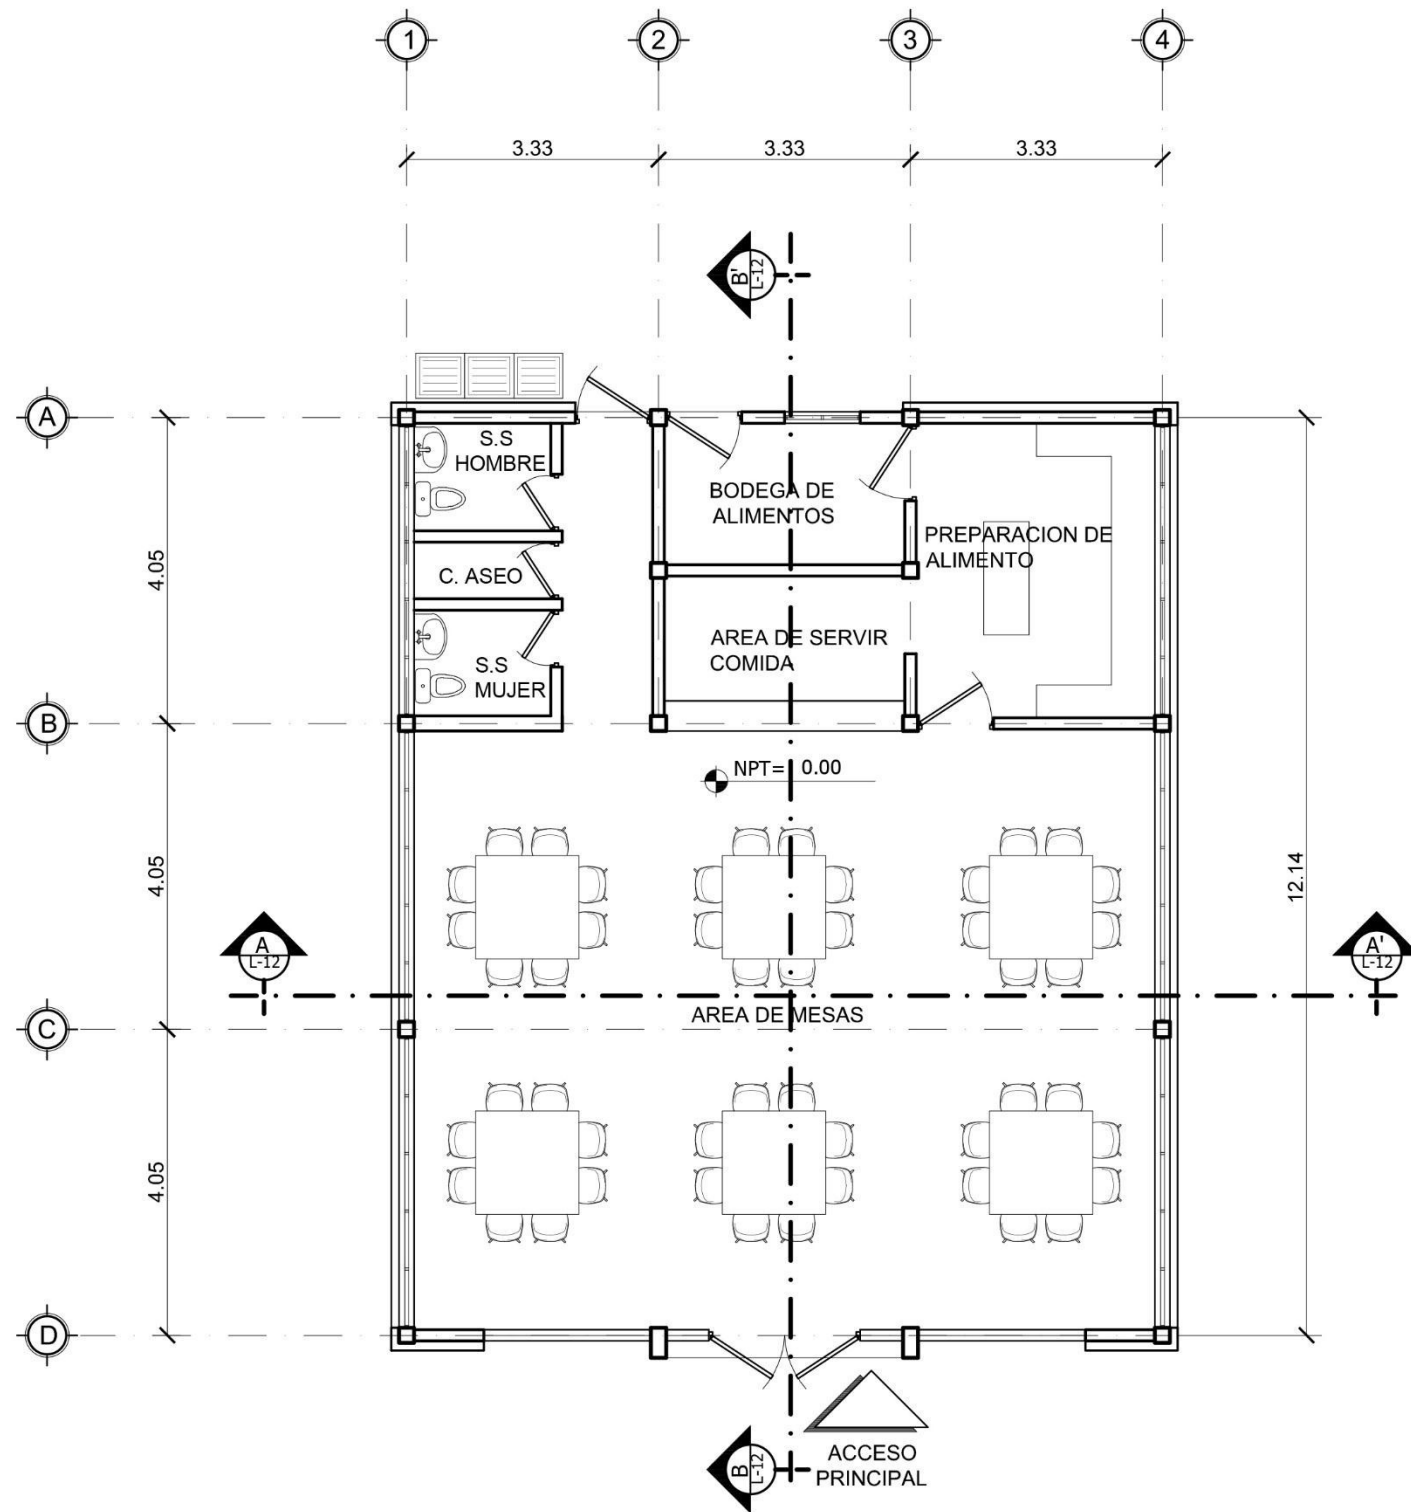 1
2
3
4
3.33
3.33
3.33
B'
L-12
A
S.S
HOMBRE
BODEGA DE
ALIMENTOS
PREPARACION DE
ALIMENTO
4.05
C. ASEO
AREA DE SERVIR
COMIDA
S.S
MUJER
B
NPT= 0.00
4.05
12.14
A
L-12
A'
L-12
AREA DE MESAS
C
4.05
D
B
L-12
ACCESO
PRINCIPAL